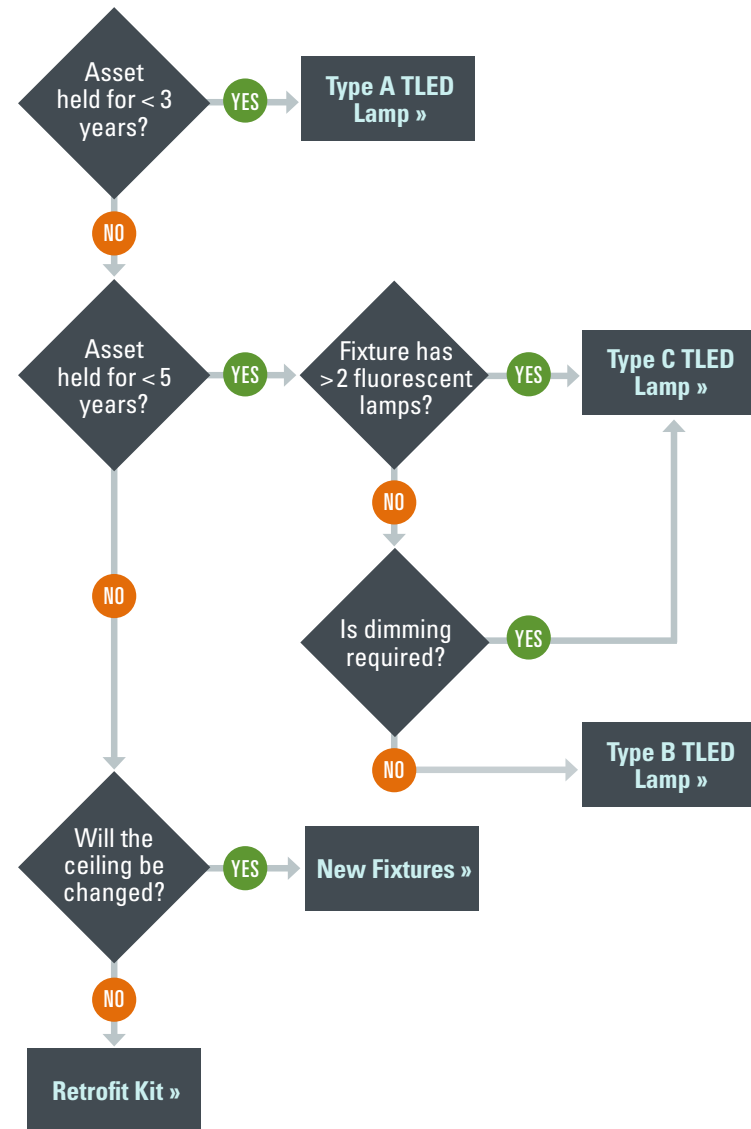 Asset
held for < 3
years?
YES
Type A TLED
Lamp »
NO
Asset
held for < 5
years?
YES
Fixture has
>2 fluorescent
lamps?
YES
Type C TLED
Lamp »
NO
NO
Is dimming
required?
YES
NO
Type B TLED
Lamp »
Will the
ceiling be
changed?
YES
New Fixtures »
NO
Retrofit Kit »